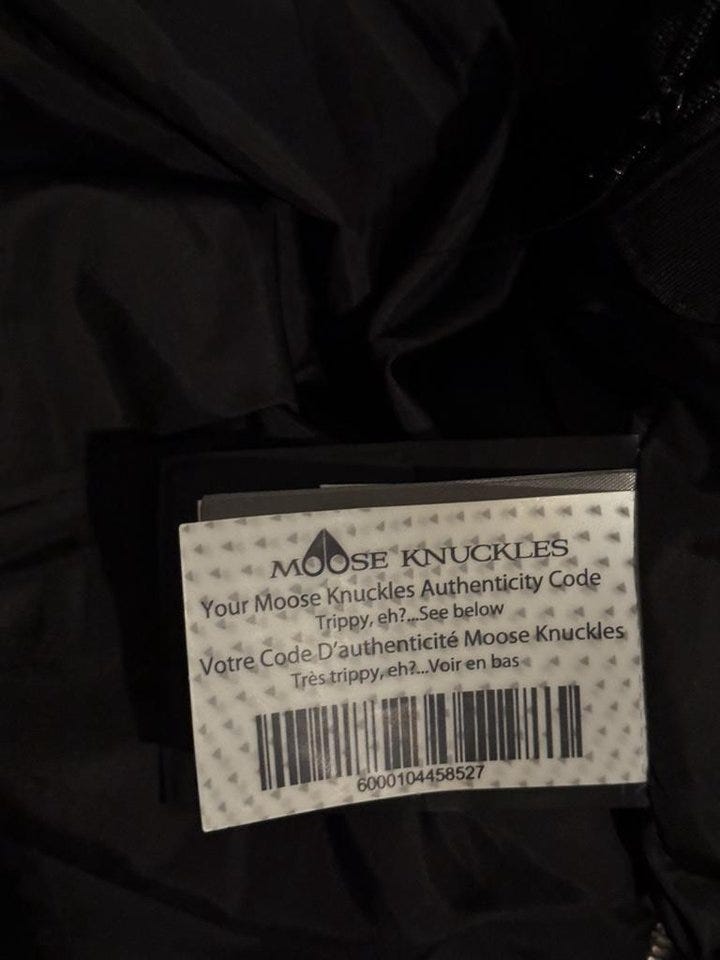 MOOSE KNUCKLES
Your Moose Knuckles Authenticity Code
Trippy, eh?...See below
Votre Code D'authenticité Moose Knuckles
Très trippy, eh?...Voir en bas
6000104458527